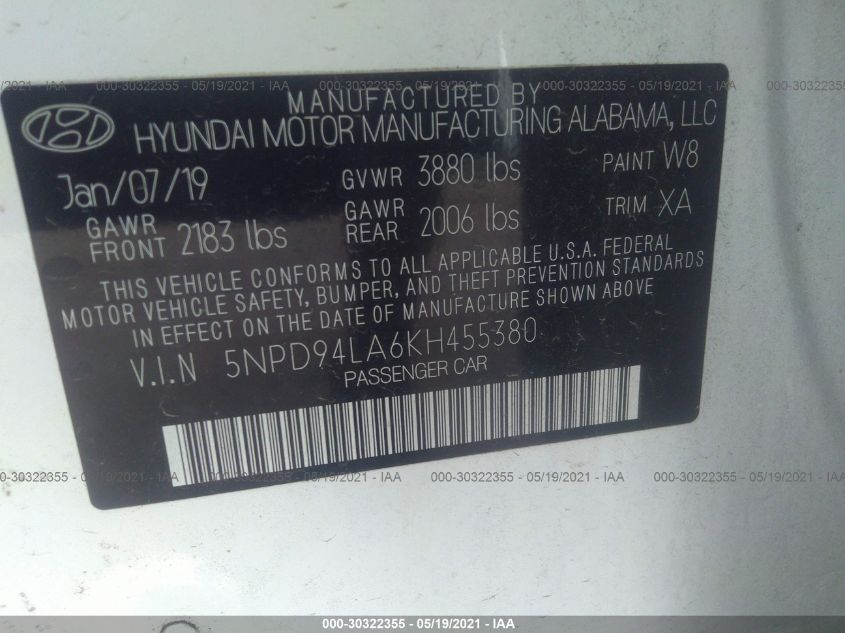 000-30322355 - 05/19/2021 - IAA
MANUFACTURED BY
HYUNDAI MOTOR MANUFACTURING ALABAMA, LLC
Jan/07/19 GVWR 3880 lbs PAINT W8
GAWR FRONT 2183 lbs GAWR REAR 2006 lbs TRIM XA
THIS VEHICLE CONFORMS TO ALL APPLICABLE U.S.A. FEDERAL
MOTOR VEHICLE SAFETY, BUMPER, AND THEFT PREVENTION STANDARDS
IN EFFECT ON THE DATE OF MANUFACTURE SHOWN ABOVE
V.I.N 5NPD94LA6KH455380
PASSENGER CAR
000-30322355 - 05/19/2021 - IAA
000-30322355 - 05/19/2021 - IAA